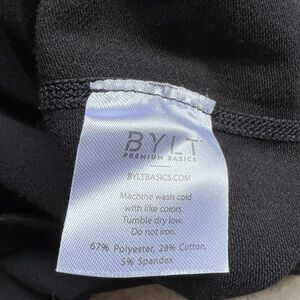 BYLT
PREMIUM BASICS
BYLTBASICS.COM
Machine wash cold
with like colors.
Tumble dry low.
Do not iron.
67% Polyester, 28% Cotton,
5% Spandex